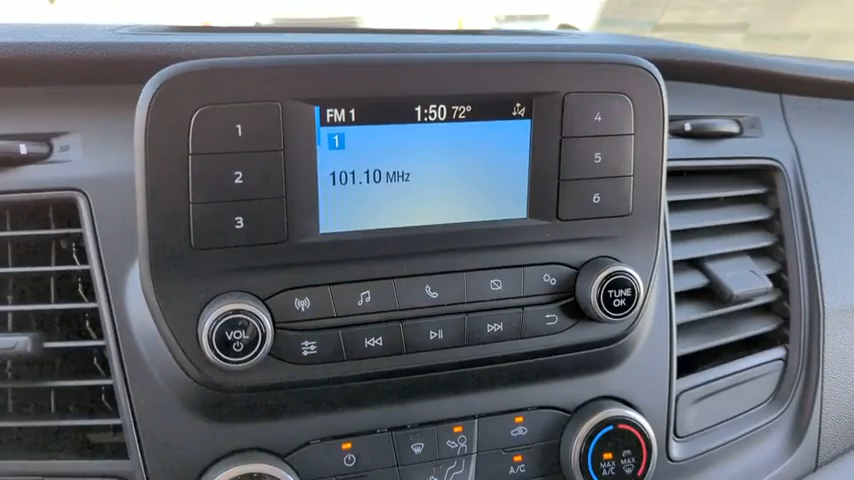 FM 1 1:50 72°
1
101.10 MHz
1
2
3
4
5
6
VOL
TUNE
OK
A/C
MAX
A/C
MAX